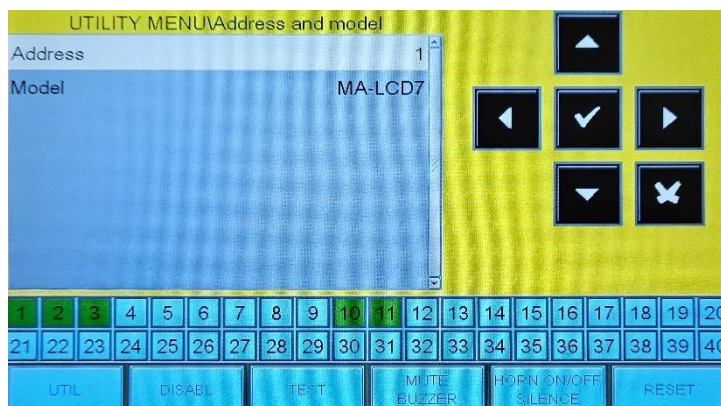 UTILITY MENU\Address and model
Address 1
Model MA-LCD7
1 2 3 4 5 6 7 8 9 10 11 12 13 14 15 16 17 18 19 20
21 22 23 24 25 26 27 28 29 30 31 32 33 34 35 36 37 38 39 40
UTIL DISABL TEST MUTE BUZZER HORN ON/OFF SILENCE RESET